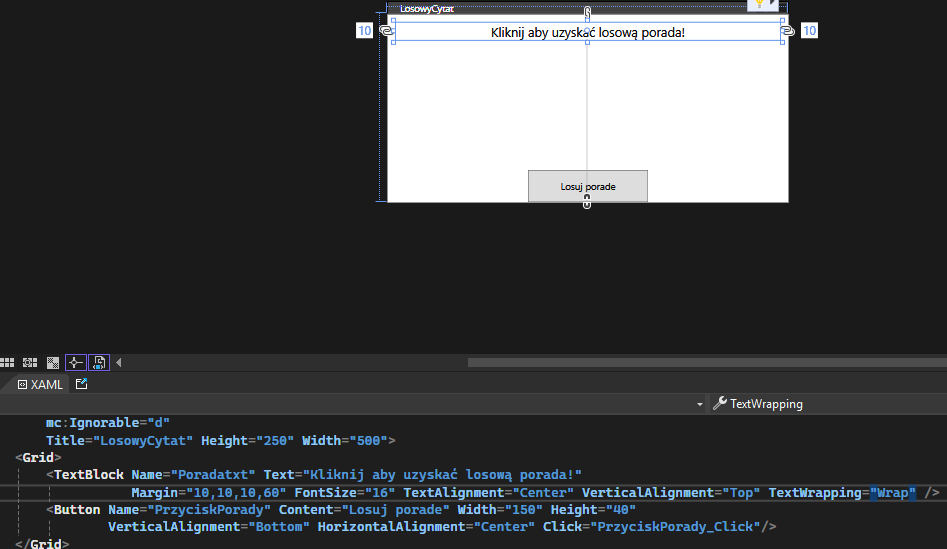 LosowyCytat
10
Kliknij aby uzyskać losową porada!
10
Losuj porade
XAML
TextWrapping
mc:Ignorable="d"
Title="LosowyCytat" Height="250" Width="500">
<Grid>
<TextBlock Name="Poradatxt" Text="Kliknij aby uzyskać losową porada!"
Margin="10,10,10,60" FontSize="16" TextAlignment="Center" VerticalAlignment="Top" TextWrapping="Wrap" />
<Button Name="PrzyciskPorady" Content="Losuj porade" Width="150" Height="40"
VerticalAlignment="Bottom" HorizontalAlignment="Center" Click="PrzyciskPorady_Click"/>
</Grid>